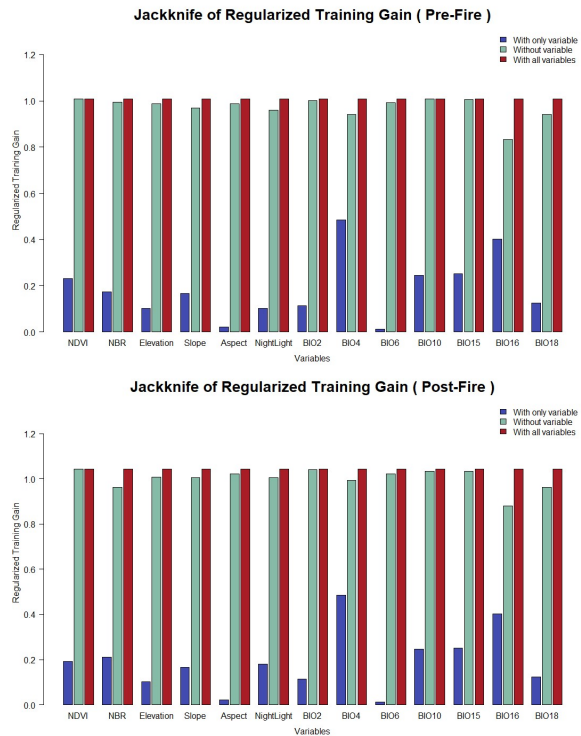 Jackknife of Regularized Training Gain ( Pre-Fire )
With only variable
Without variable
With all variables
1.2
1.0
0.8
0.6
0.4
0.2
0.0
Regularized Training Gain
NDVI NBR Elevation Slope Aspect NightLight BIO2 BIO4 BIO6 BIO10 BIO15 BIO16 BIO18
Variables
Jackknife of Regularized Training Gain ( Post-Fire )
With only variable
Without variable
With all variables
1.2
1.0
0.8
0.6
0.4
0.2
0.0
Regularized Training Gain
NDVI NBR Elevation Slope Aspect NightLight BIO2 BIO4 BIO6 BIO10 BIO15 BIO16 BIO18
Variables